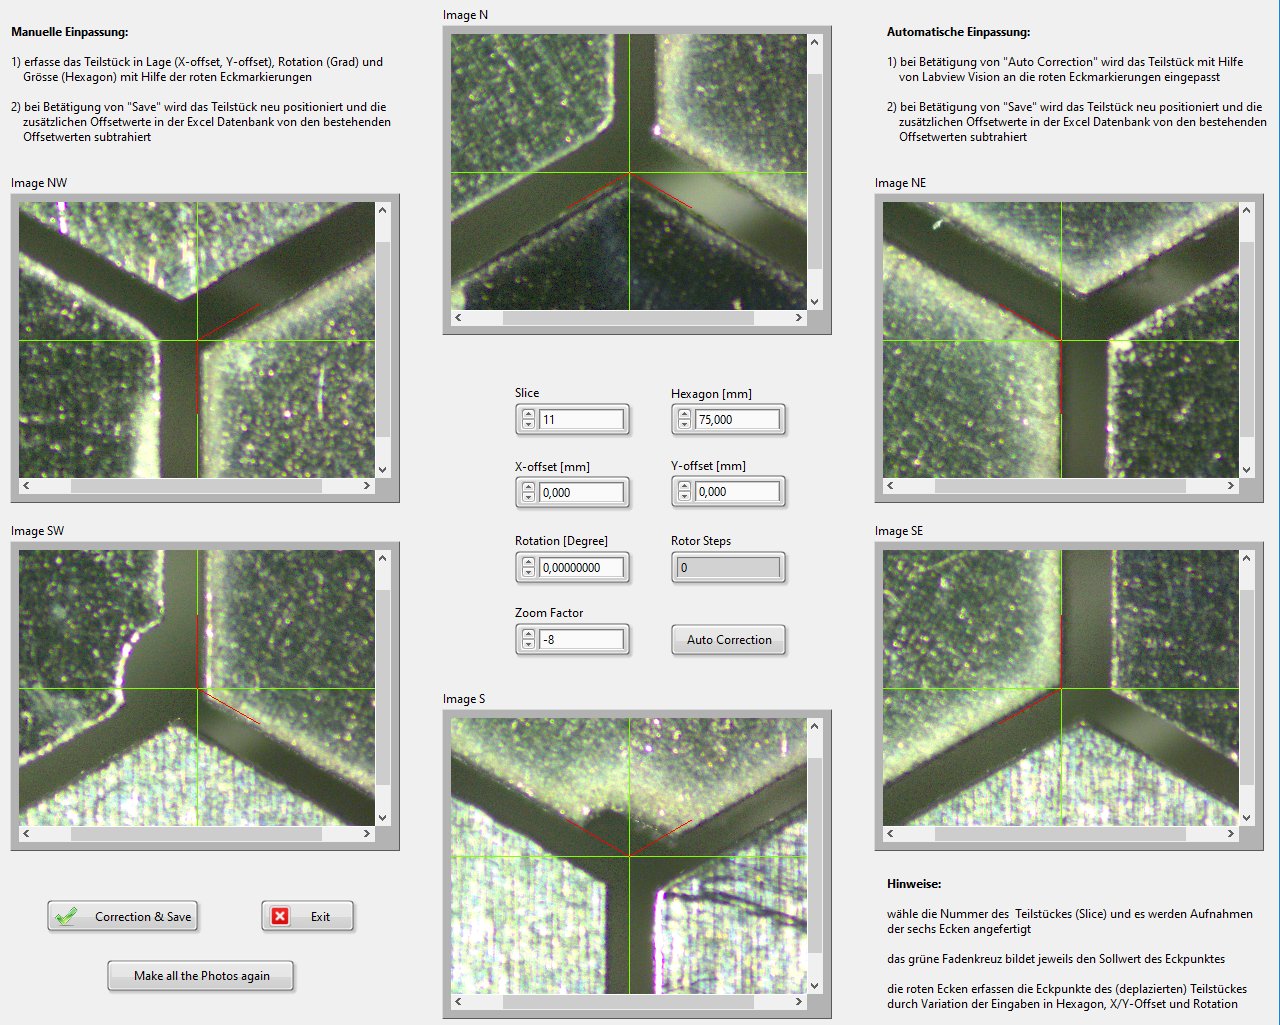 Manuelle Einpassung:
1) erfasse das Teilstück in Lage (X-offset, Y-offset), Rotation (Grad) und
Grösse (Hexagon) mit Hilfe der roten Eckmarkierungen
2) bei Betätigung von "Save" wird das Teilstück neu positioniert und die
zusätzlichen Offsetwerte in der Excel Datenbank von den bestehenden
Offsetwerten subtrahiert
Image N
Automatische Einpassung:
1) bei Betätigung von "Auto Correction" wird das Teilstück mit Hilfe
von Labview Vision an die roten Eckmarkierungen eingepasst
2) bei Betätigung von "Save" wird das Teilstück neu positioniert und die
zusätzlichen Offsetwerte in der Excel Datenbank von den bestehenden
Offsetwerten subtrahiert
Image NW
Image NE
Slice
11
Hexagon [mm]
75,000
X-offset [mm]
0,000
Y-offset [mm]
0,000
Rotation [Degree]
0,00000000
Rotor Steps
0
Zoom Factor
-8
Auto Correction
Image SW
Image SE
Image S
Correction & Save
Exit
Make all the Photos again
Hinweise:
wähle die Nummer des Teilstückes (Slice) und es werden Aufnahmen
der sechs Ecken angefertigt
das grüne Fadenkreuz bildet jeweils den Sollwert des Eckpunktes
die roten Ecken erfassen die Eckpunkte des (deplazierten) Teilstückes
durch Variation der Eingaben in Hexagon, X/Y-Offset und Rotation